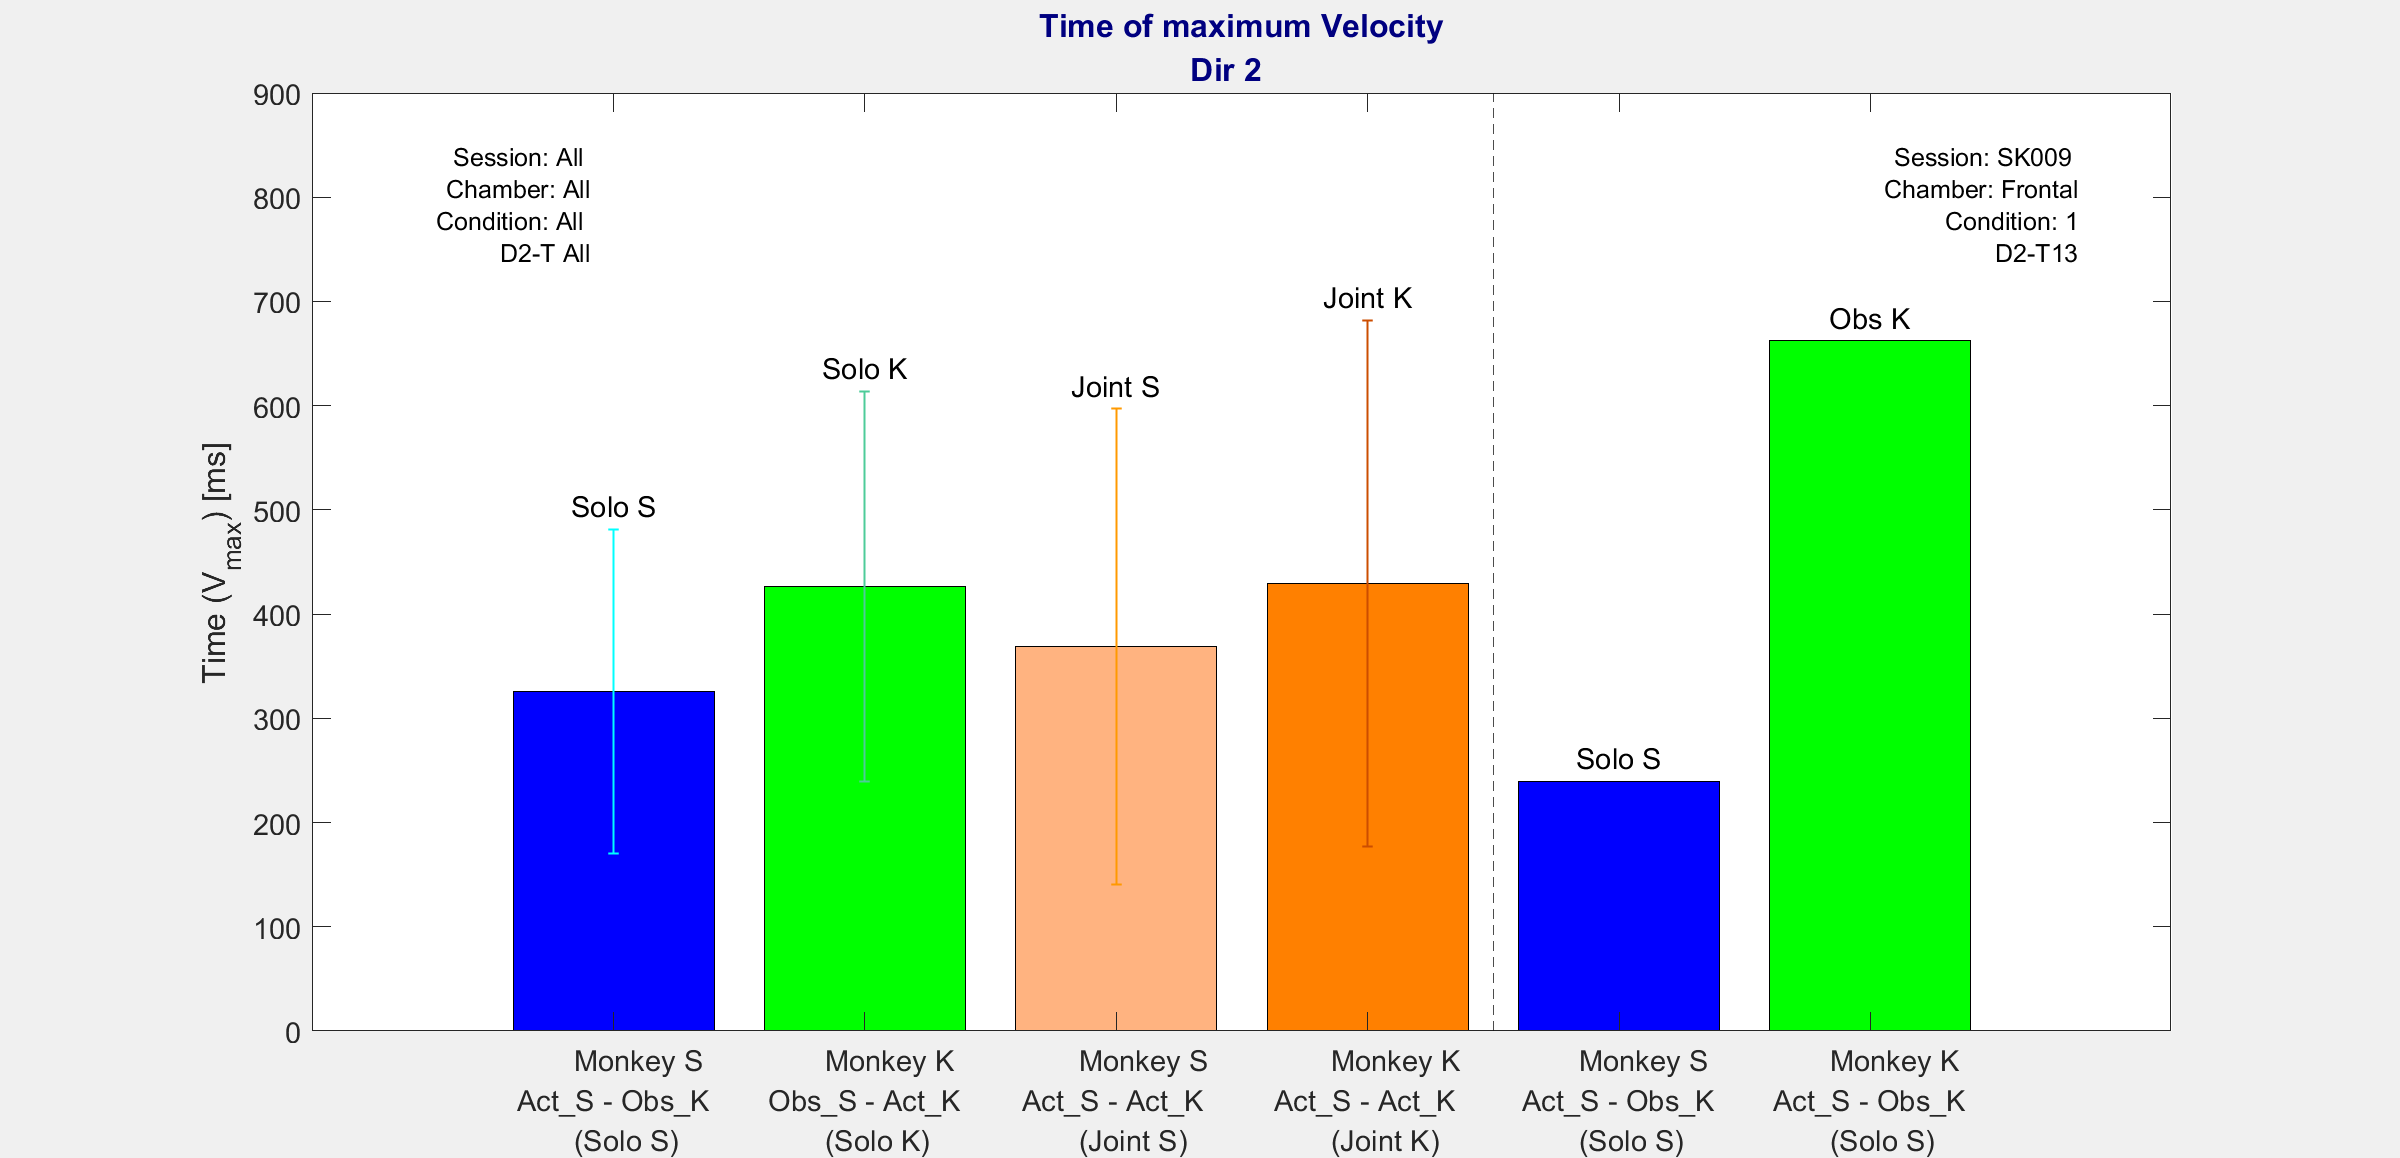 Time of maximum Velocity
Dir 2
900
800
700
600
500
400
300
200
100
0
Time (Vmax) [ms]
Session: All
Chamber: All
Condition: All
D2-T All
Session: SK009
Chamber: Frontal
Condition: 1
D2-T13
Solo S
Solo K
Joint S
Joint K
Solo S
Obs K
Monkey S
Act_S - Obs_K
(Solo S)
Monkey K
Obs_S - Act_K
(Solo K)
Monkey S
Act_S - Act_K
(Joint S)
Monkey K
Act_S - Act_K
(Joint K)
Monkey S
Act_S - Obs_K
(Solo S)
Monkey K
Act_S - Obs_K
(Solo S)